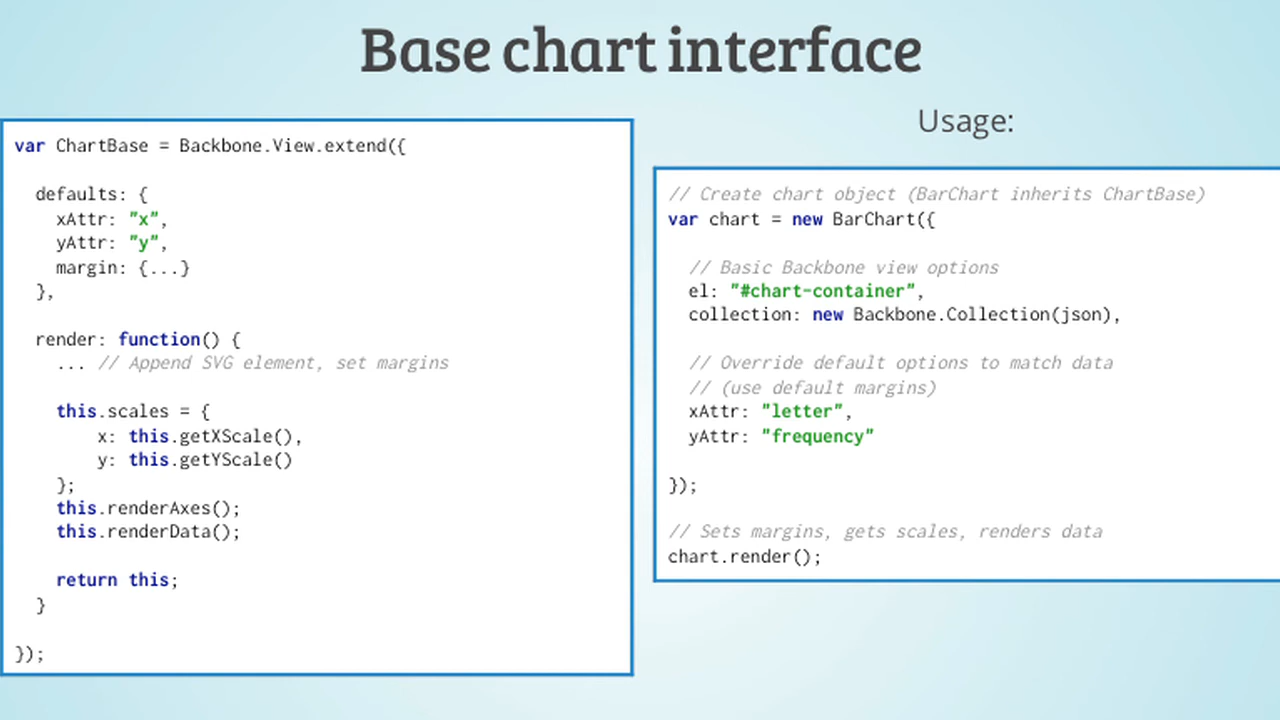 Base chart interface
var ChartBase = Backbone.View.extend({
  defaults: {
    xAttr: "x",
    yAttr: "y",
    margin: {...}
  },
  render: function() {
    ... // Append SVG element, set margins
    this.scales = {
        x: this.getXScale(),
        y: this.getYScale()
    };
    this.renderAxes();
    this.renderData();
    return this;
  }
});
Usage:
// Create chart object (BarChart inherits ChartBase)
var chart = new BarChart({
  // Basic Backbone view options
  el: "#chart-container",
  collection: new Backbone.Collection(json),
  // Override default options to match data
  // (use default margins)
  xAttr: "letter",
  yAttr: "frequency"
});
// Sets margins, gets scales, renders data
chart.render();